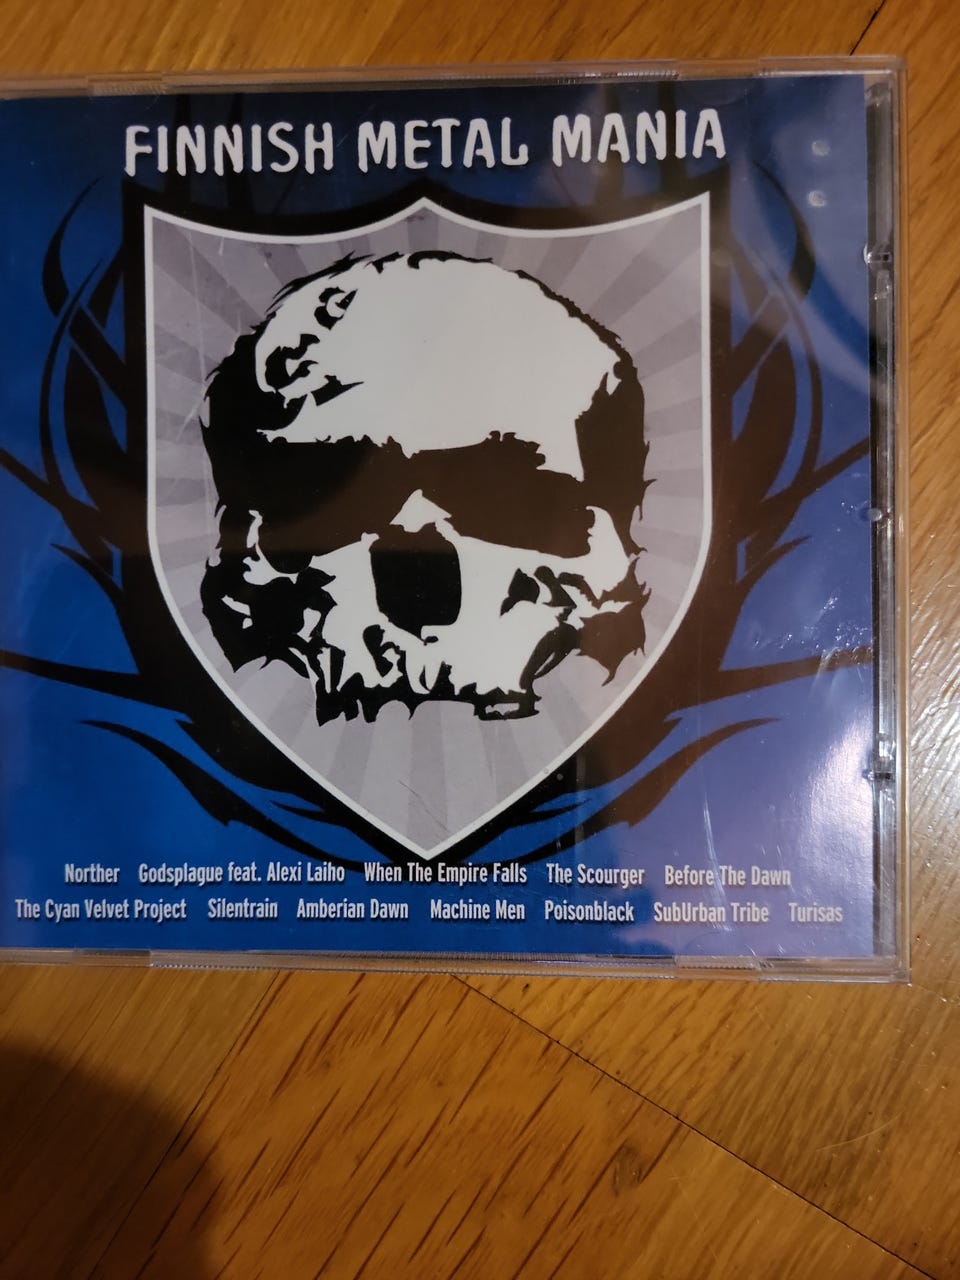 FINNISH METAL MANIA
Norther Godsplague feat. Alexi Laiho When The Empire Falls The Scourger Before The Dawn
The Cyan Velvet Project Silentrain Amberian Dawn Machine Men Poisonblack SubUrban Tribe Turisas